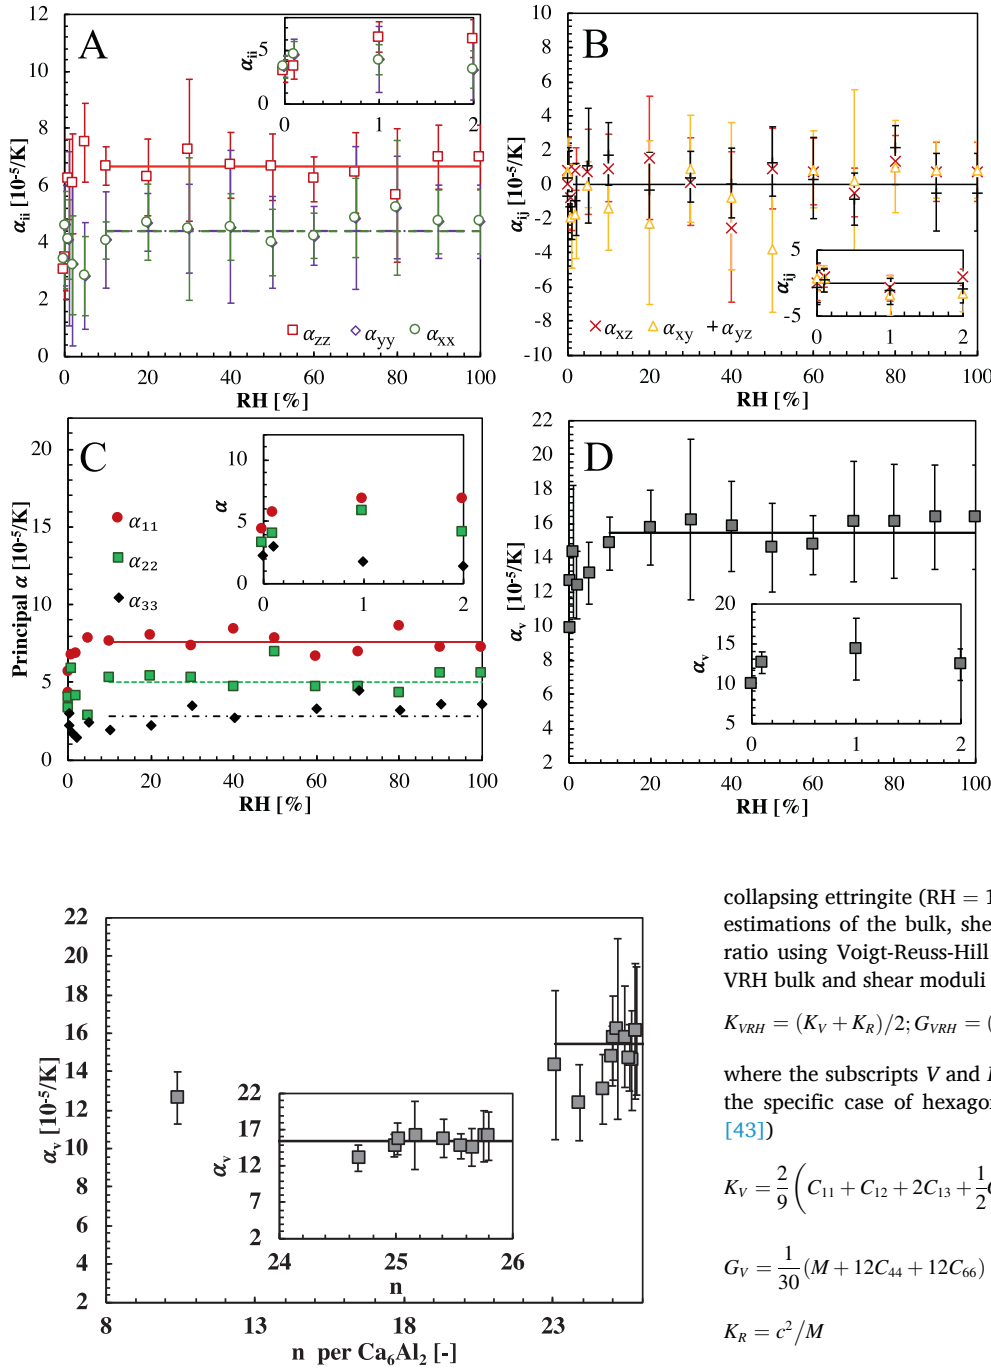 A
12
10
8
6
4
2
0
α_ii [10^-5/K]
0 20 40 60 80 100
RH [%]
α_ii
5
0
0 1 2
α_zz α_yy α_xx
B
10
8
6
4
2
0
-2
-4
-6
-8
-10
α_ij [10^-5/K]
0 20 40 60 80 100
RH [%]
α_ij
5
-5
0 1 2
α_xz α_xy α_yz
C
20
15
10
5
0
Principal α [10^-5/K]
0 20 40 60 80 100
RH [%]
α_11
α_22
α_33
α
10
5
0
0 1 2
D
22
20
18
16
14
12
10
8
6
4
2
α_v [10^-5/K]
0 20 40 60 80 100
RH [%]
α_v
20
15
10
5
0 1 2
22
20
18
16
14
12
10
8
6
4
2
α_v [10^-5/K]
8 13 18 23
n per Ca6Al2 [-]
α_v
22
17
12
7
2
24 25 26
n
collapsing ettringite (RH = 1
estimations of the bulk, she
ratio using Voigt-Reuss-Hill
VRH bulk and shear moduli
K_VRH = (K_V + K_R)/2; G_VRH = (
where the subscripts V and
the specific case of hexagon
[43])
K_V = 2/9 (C_11 + C_12 + 2C_13 + 1/2
G_V = 1/30 (M + 12C_44 + 12C_66)
K_R = c^2/M